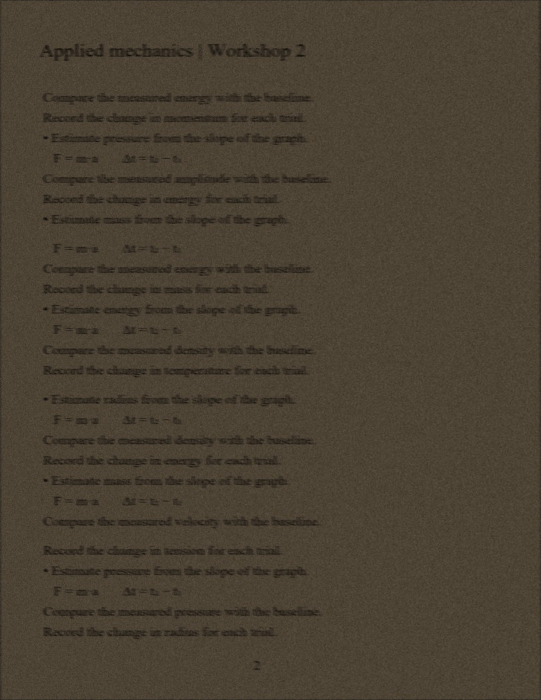 Applied mechanics | Workshop 2
Compare the measured energy with the baseline.
Record the change in momentum for each trial.
• Estimate pressure from the slope of the graph.
F = m·a Δt = t₂ − t₁
Compare the measured amplitude with the baseline.
Record the change in energy for each trial.
• Estimate mass from the slope of the graph.
F = m·a Δt = t₂ − t₁
Compare the measured energy with the baseline.
Record the change in mass for each trial.
• Estimate energy from the slope of the graph.
F = m·a Δt = t₂ − t₁
Compare the measured density with the baseline.
Record the change in temperature for each trial.
• Estimate radius from the slope of the graph.
F = m·a Δt = t₂ − t₁
Compare the measured density with the baseline.
Record the change in energy for each trial.
• Estimate mass from the slope of the graph.
F = m·a Δt = t₂ − t₁
Compare the measured velocity with the baseline.
Record the change in tension for each trial.
• Estimate pressure from the slope of the graph.
F = m·a Δt = t₂ − t₁
Compare the measured pressure with the baseline.
Record the change in radius for each trial.
2